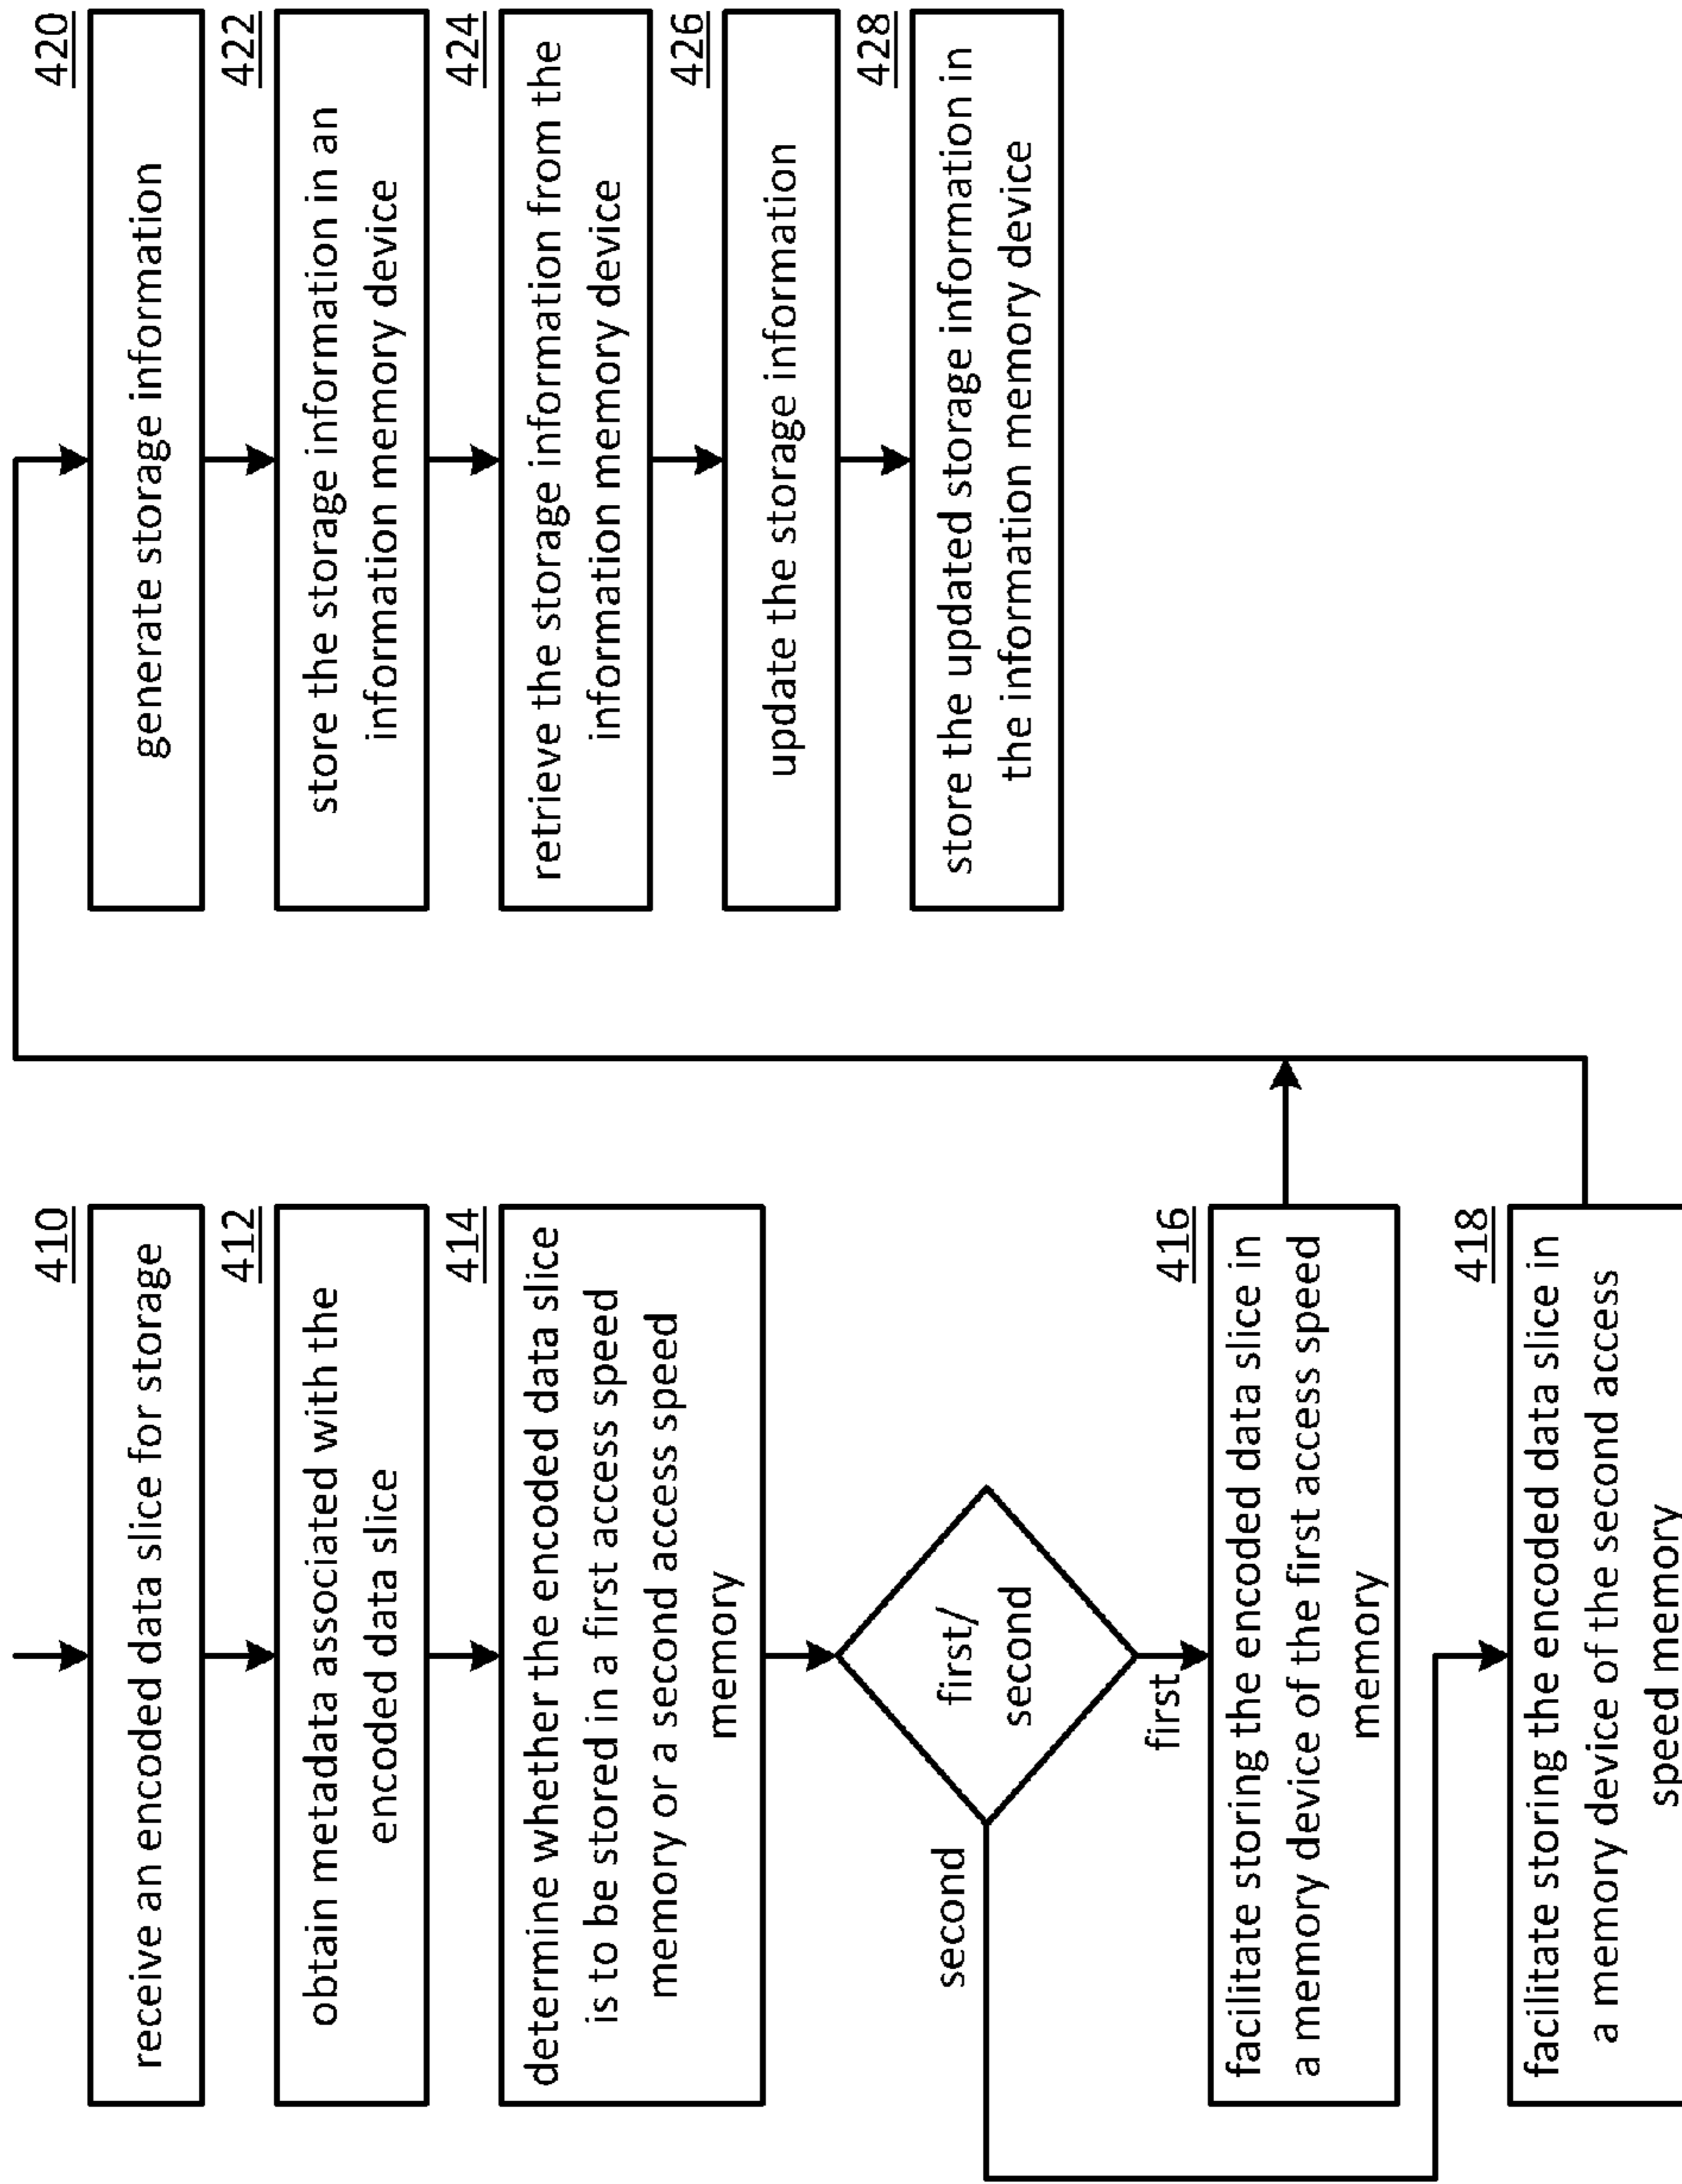 410
receive an encoded data slice for storage
412
obtain metadata associated with the
encoded data slice
414
determine whether the encoded data slice
is to be stored in a first access speed
memory or a second access speed
memory
first/
second
second
first
416
facilitate storing the encoded data slice in
a memory device of the first access speed
memory
418
facilitate storing the encoded data slice in
a memory device of the second access
speed memory
420
generate storage information
422
store the storage information in an
information memory device
424
retrieve the storage information from the
information memory device
426
update the storage information
428
store the updated storage information in
the information memory device